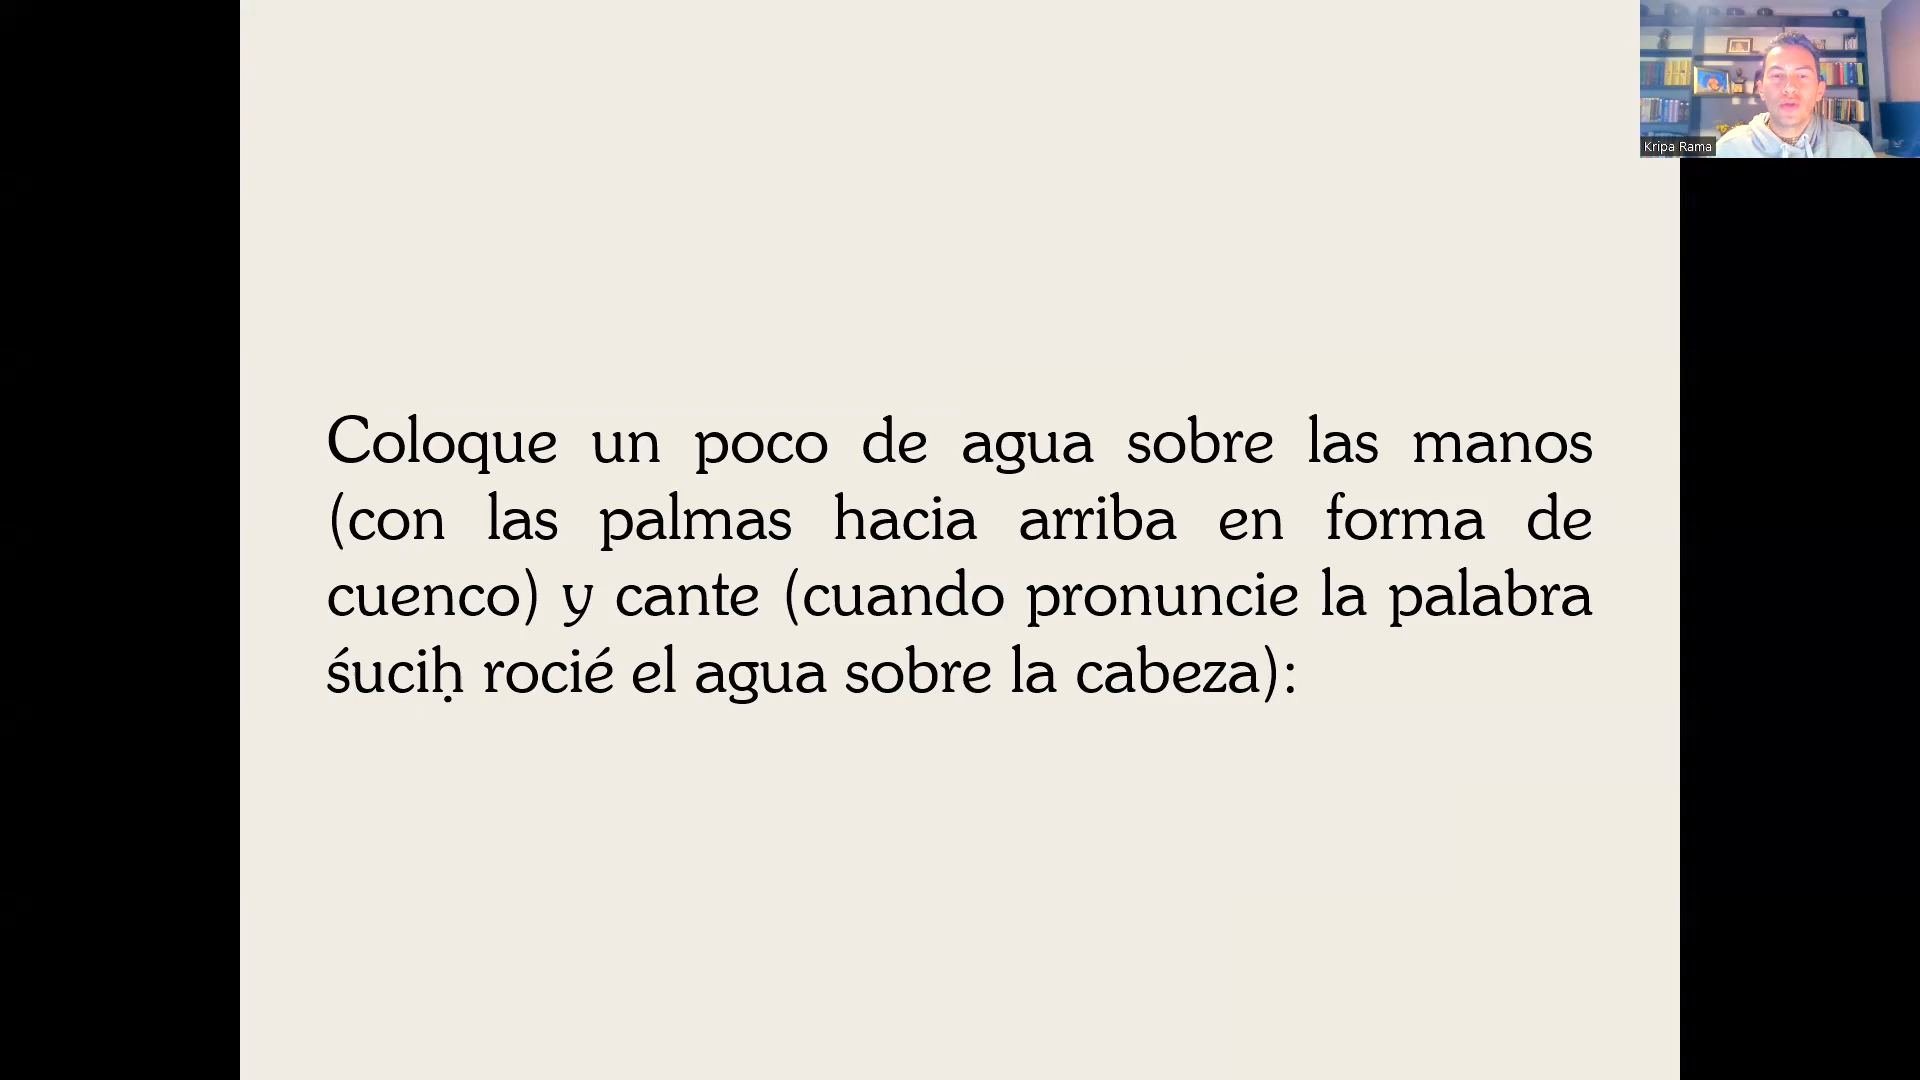 Coloque un poco de agua sobre las manos
(con las palmas hacia arriba en forma de
cuenco) y cante (cuando pronuncie la palabra
śuciḥ rocié el agua sobre la cabeza):
Kripa Rama